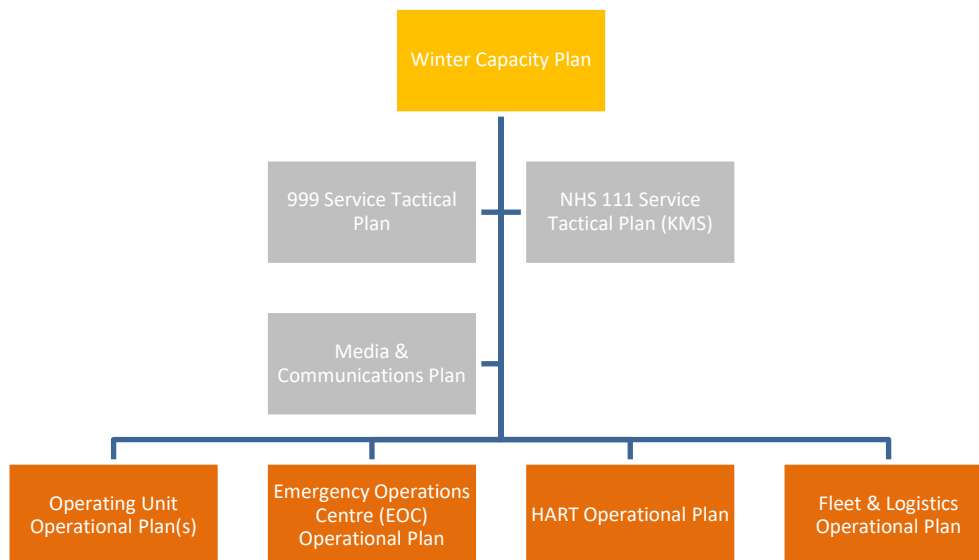 Winter Capacity Plan
999 Service Tactical
Plan
NHS 111 Service
Tactical Plan (KMS)
Media &
Communications Plan
Operating Unit
Operational Plan(s)
Emergency Operations
Centre (EOC)
Operational Plan
HART Operational Plan
Fleet & Logistics
Operational Plan